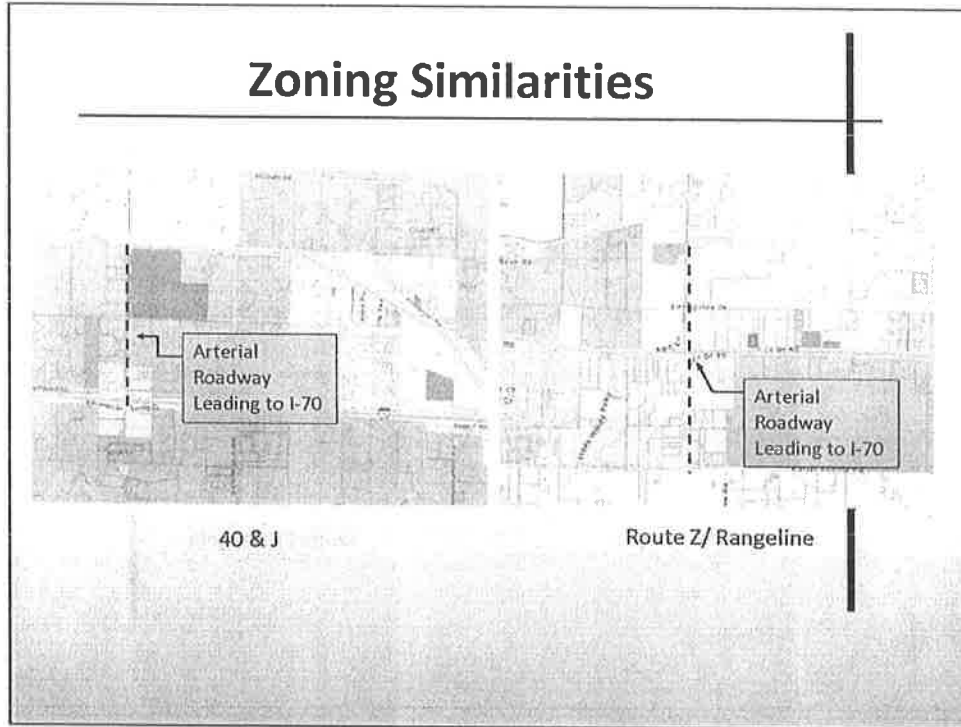 Zoning Similarities
Arterial
Roadway
Leading to I-70
Arterial
Roadway
Leading to I-70
40 & J
Route Z/ Rangeline